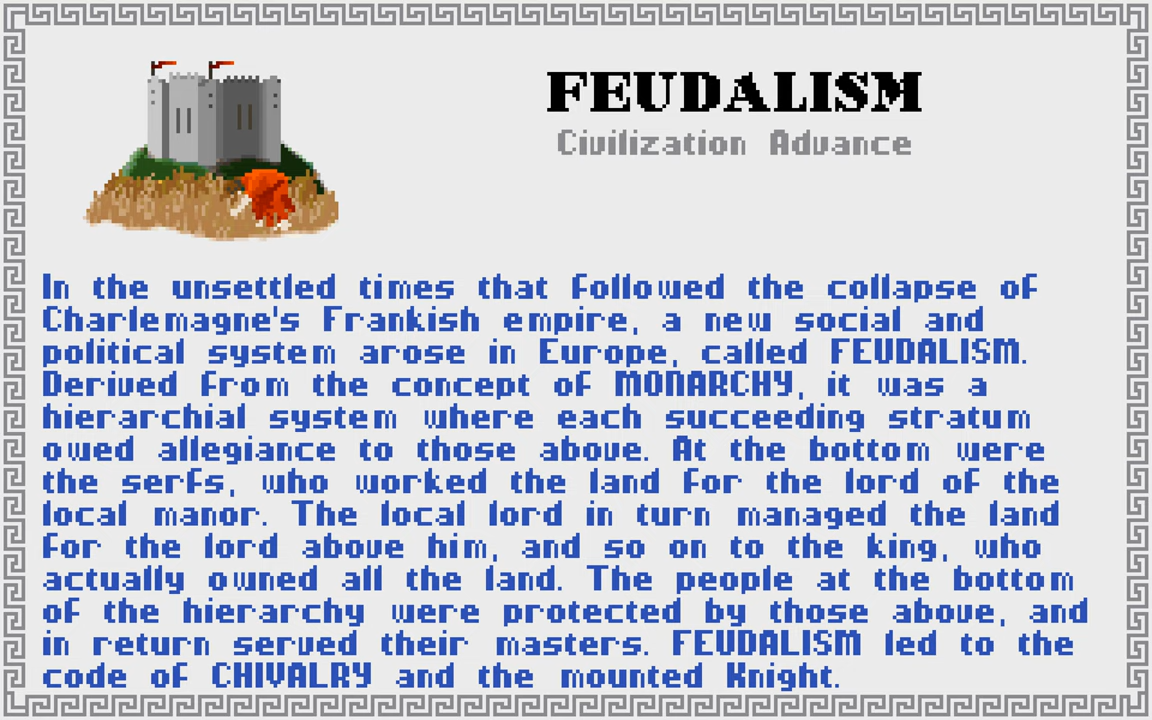 FEUDALISM
Civilization Advance
In the unsettled times that followed the collapse of
Charlemagne's Frankish empire, a new social and
political system arose in Europe, called FEUDALISM.
Derived from the concept of MONARCHY, it was a
hierarchial system where each succeeding stratum
owed allegiance to those above. At the bottom were
the serfs, who worked the land for the lord of the
local manor. The local lord in turn managed the land
for the lord above him, and so on to the king, who
actually owned all the land. The people at the bottom
of the hierarchy were protected by those above, and
in return served their masters. FEUDALISM led to the
code of CHIVALRY and the mounted Knight.